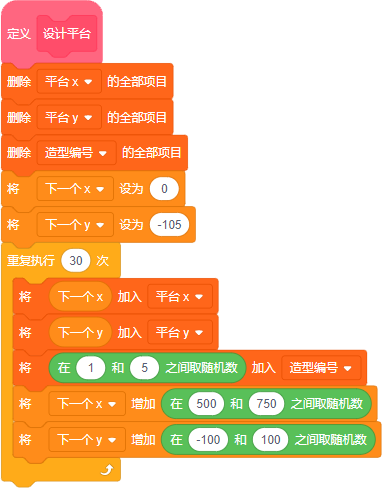 定义 设计平台
删除 平台 x 的全部项目
删除 平台 y 的全部项目
删除 造型编号 的全部项目
将 下一个 x 设为 0
将 下一个 y 设为 -105
重复执行 30 次
将 下一个 x 加入 平台 x
将 下一个 y 加入 平台 y
将 在 1 和 5 之间取随机数 加入 造型编号
将 下一个 x 增加 在 500 和 750 之间取随机数
将 下一个 y 增加 在 -100 和 100 之间取随机数